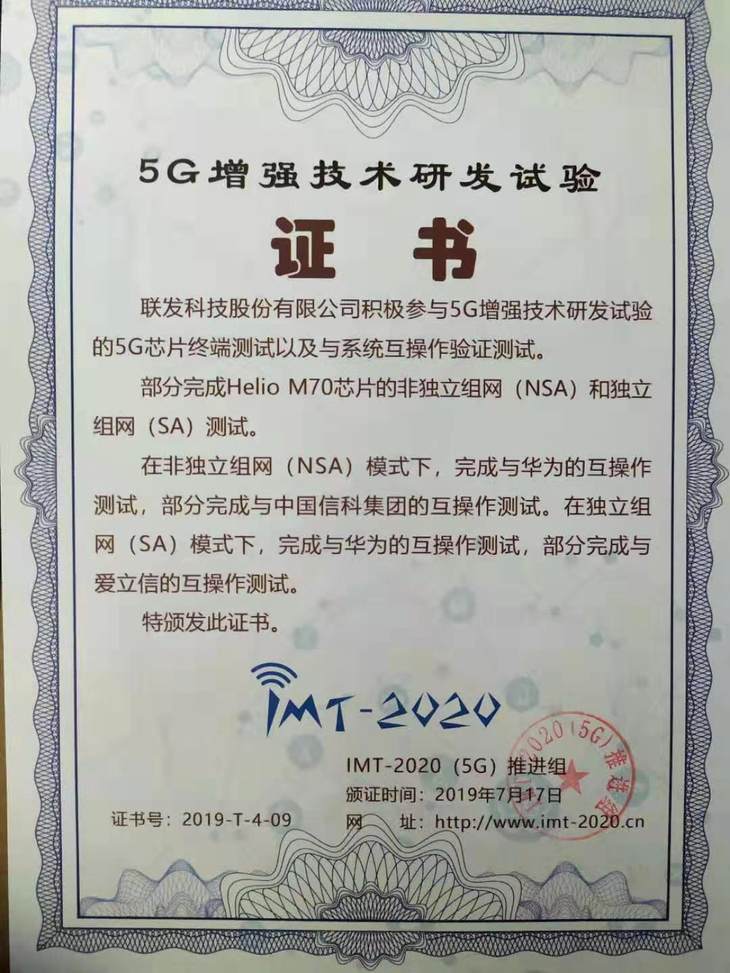 5G增强技术研发试验
证 书
联发科技股份有限公司积极参与5G增强技术研发试验
的5G芯片终端测试以及与系统互操作验证测试。
部分完成Helio M70芯片的非独立组网（NSA）和独立
组网（SA）测试。
在非独立组网（NSA）模式下，完成与华为的互操作
测试，部分完成与中国信科集团的互操作测试。在独立组
网（SA）模式下，完成与华为的互操作测试，部分完成与
爱立信的互操作测试。
特颁发此证书。
IMT-2020
IMT-2020（5G）推进组
IMT-2020（5G）推进组
颁证时间：2019年7月17日
证书号：2019-T-4-09
网 址：http://www.imt-2020.cn